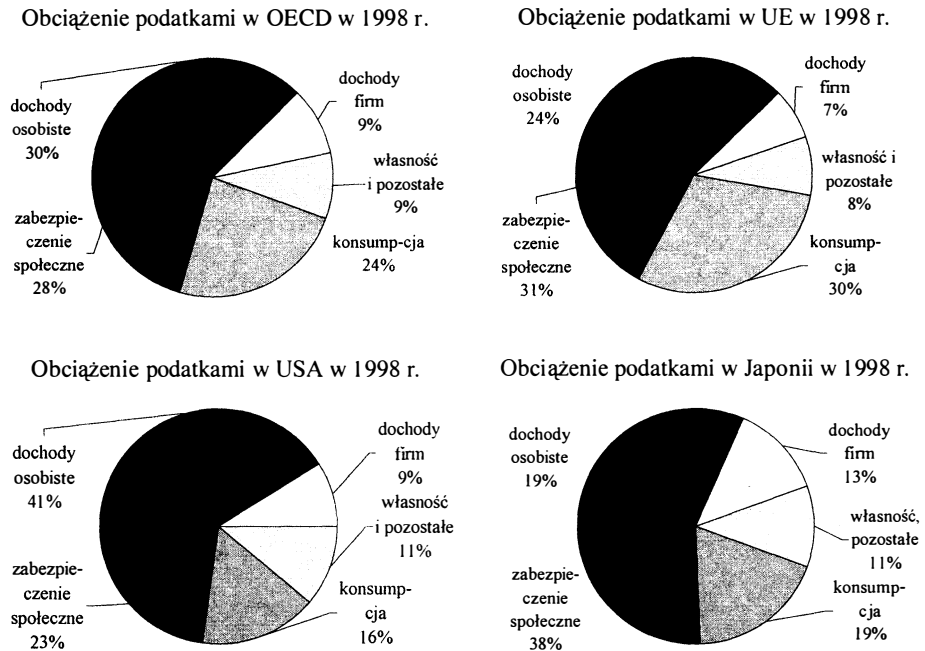 Obciążenie podatkami w OECD w 1998 r.
dochody
osobiste
30%
dochody
firm
9%
własność
i pozostałe
9%
konsump-cja
24%
zabezpie-
czenie
społeczne
28%
Obciążenie podatkami w UE w 1998 r.
dochody
osobiste
24%
dochody
firm
7%
własność i
pozostałe
8%
konsump-
cja
30%
zabezpie-
czenie
społeczne
31%
Obciążenie podatkami w USA w 1998 r.
dochody
osobiste
41%
dochody
firm
9%
własność
i pozostałe
11%
konsump-
cja
16%
zabezpie-
czenie
społeczne
23%
Obciążenie podatkami w Japonii w 1998 r.
dochody
osobiste
19%
dochody
firm
13%
własność,
pozostałe
11%
konsump-
cja
19%
zabezpie-
czenie
społeczne
38%